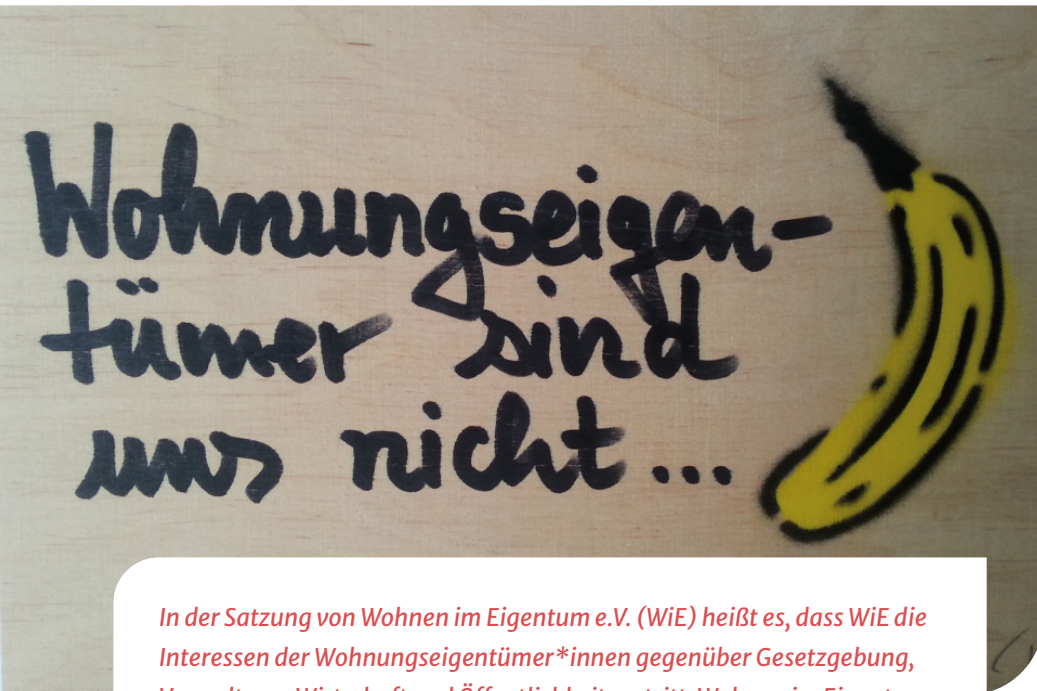 Wohnungseigen-
tümer sind
uns nicht...
In der Satzung von Wohnen im Eigentum e.V. (WiE) heißt es, dass WiE die
Interessen der Wohnungseigentümer*innen gegenüber Gesetzgebung,